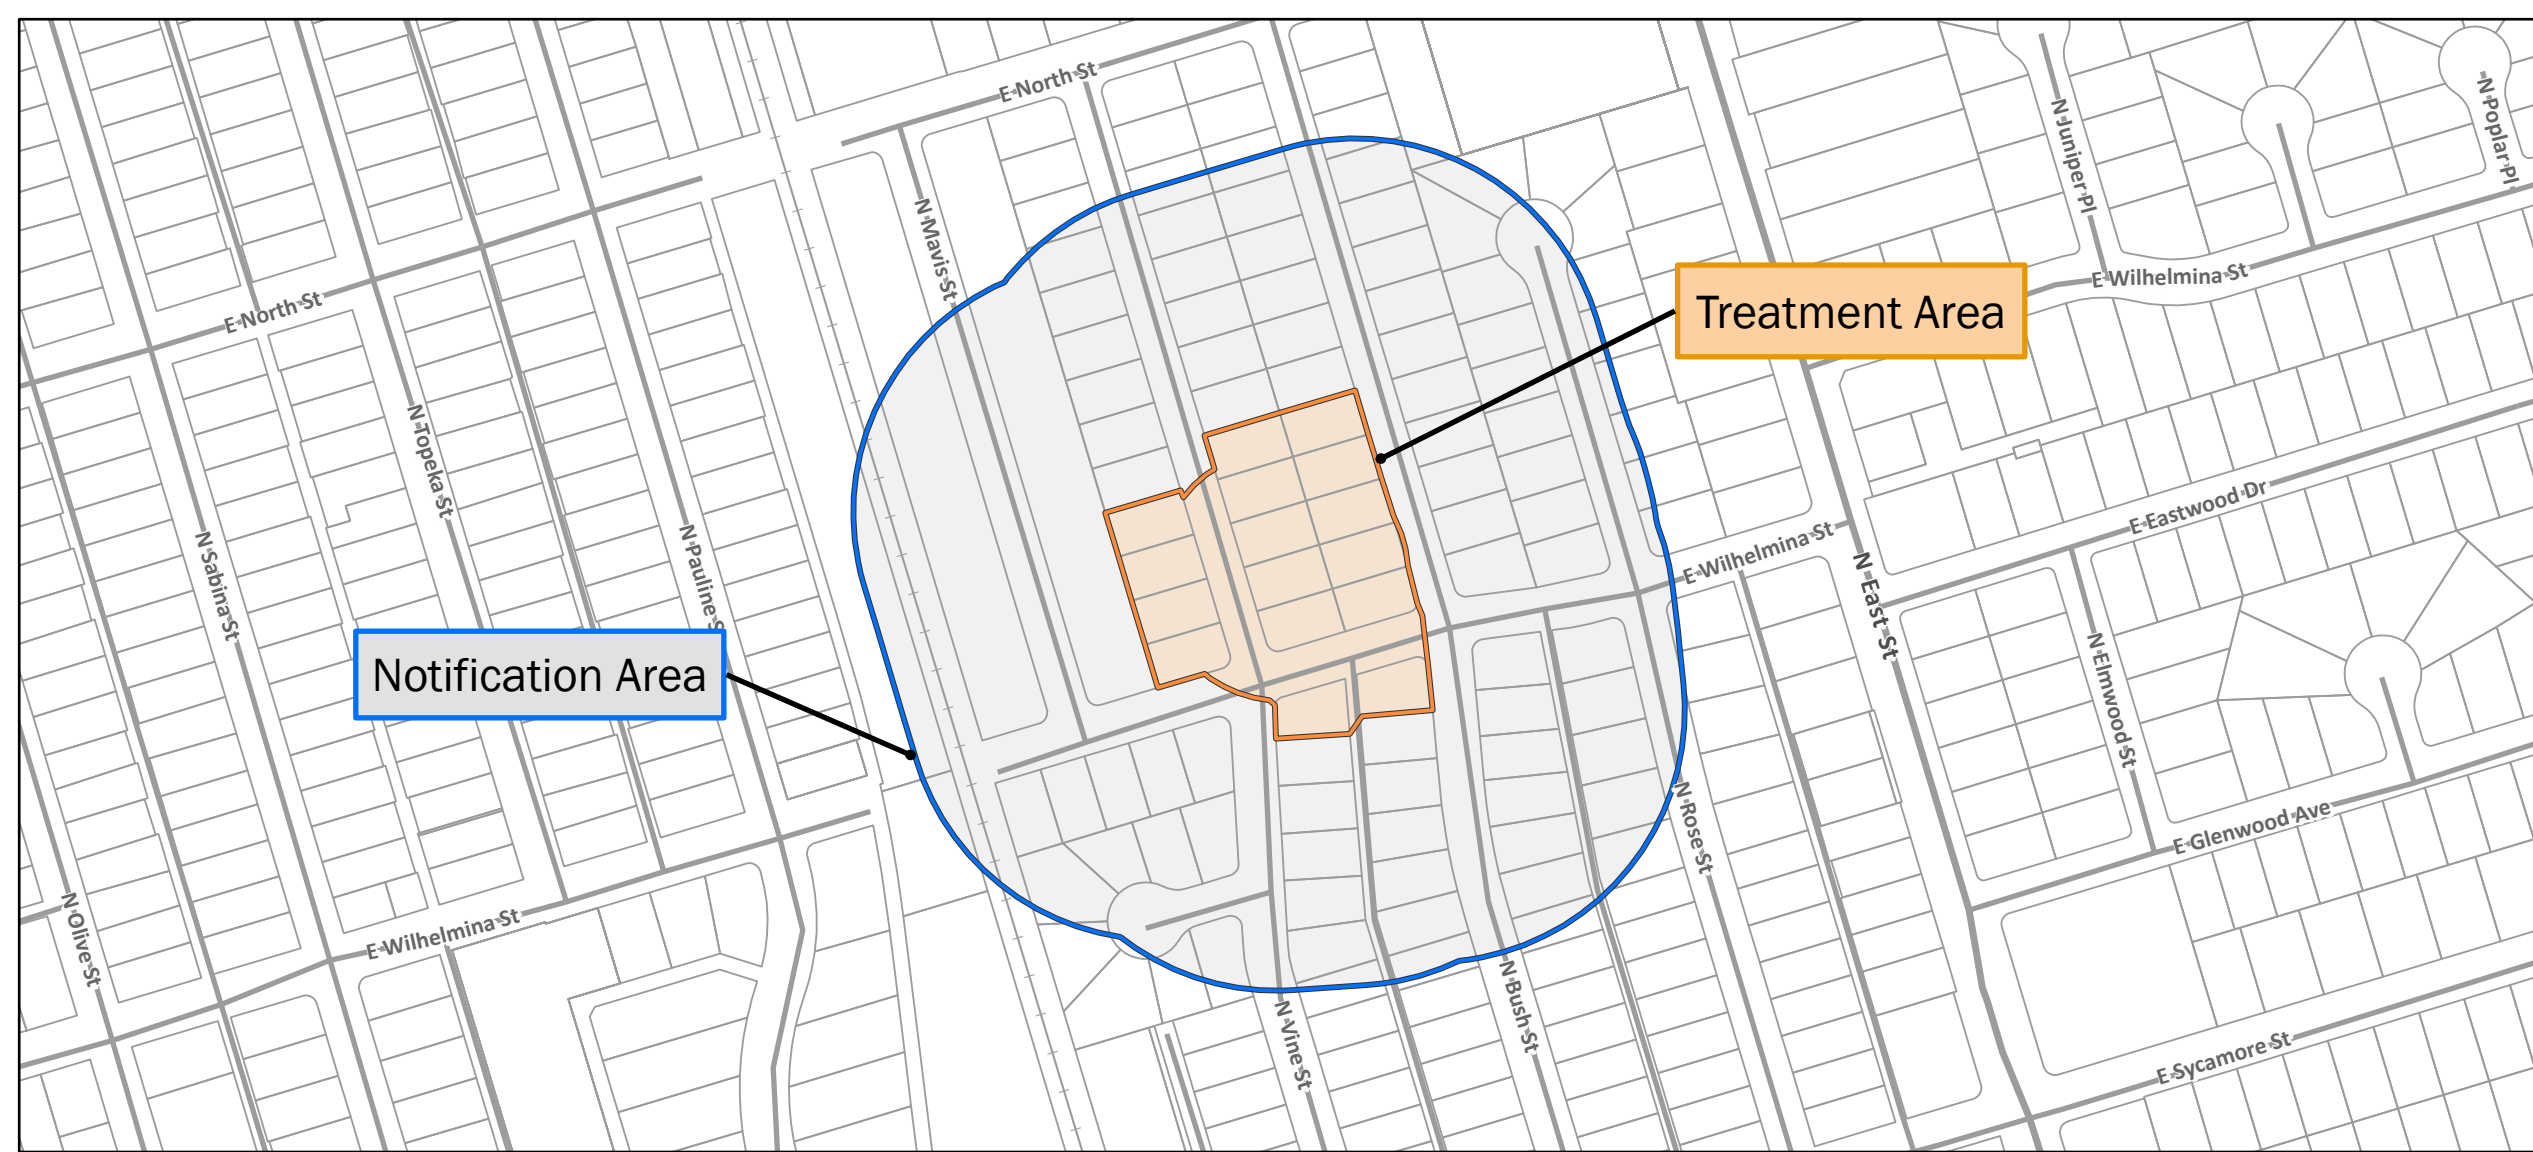 E North St
N Juniper Pl
N Poplar Pl
N Mavis St
E Wilhelmina St
Treatment Area
E North St
N Topeka St
N Sabina St
N Pauline S
E Eastwood Dr
E Wilhelmina St
N East St
N Elmwood St
Notification Area
N Rose St
E Glenwood Ave
N Olive St
E Wilhelmina St
N Bush St
N Vine St
E Sycamore St